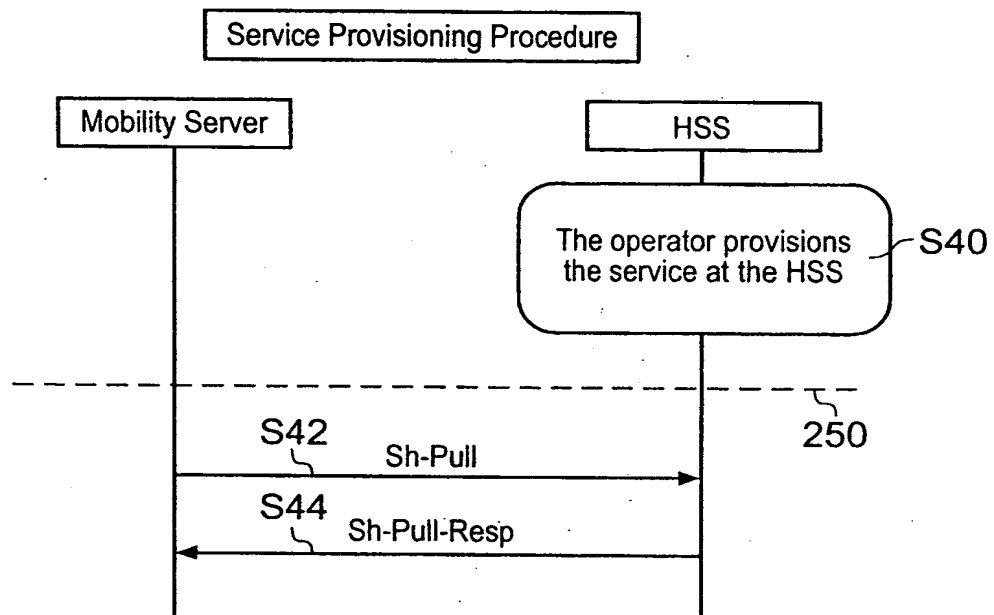 Service Provisioning Procedure
Mobility Server
HSS
The operator provisions
the service at the HSS
S40
250
S42
Sh-Pull
S44
Sh-Pull-Resp